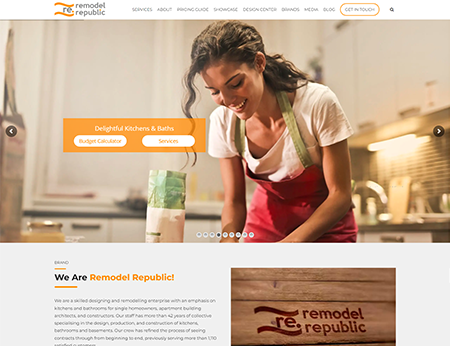 remodel
re. republic
SERVICES ABOUT PRICING GUIDE SHOWCASE DESIGN CENTER BRANDS MEDIA BLOG GET IN TOUCH!
Delightful Kitchens & Baths
Budget Calculator Services
BRAND
We Are Remodel Republic!
We are a skilled designing and remodeling enterprise with an emphasis on
kitchens and bathrooms for single homeowners, apartment building
architects, and constructors. Our staff has more than 42 years of collective
specialising in the design, production, and construction of kitchens,
bathrooms and basements. Our crew has refined the process of seeing
contracts through from beginning to end, previously serving more than 1,170
satisfied customers
re. remodel
republic